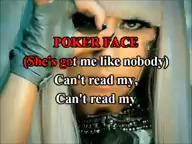 POKER FACE
(She's got me like nobody)
Can't read my,
Can't read my